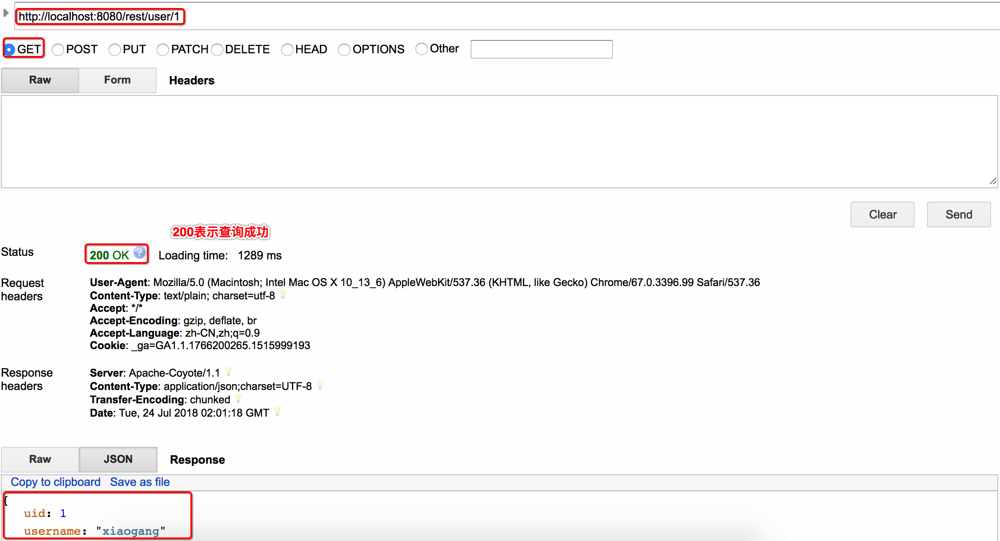 http://localhost:8080/rest/user/1
GET POST PUT PATCH DELETE HEAD OPTIONS Other
Raw Form Headers
Clear Send
200表示查询成功
Status 200 OK Loading time: 1289 ms
Request headers
User-Agent: Mozilla/5.0 (Macintosh; Intel Mac OS X 10_13_6) AppleWebKit/537.36 (KHTML, like Gecko) Chrome/67.0.3396.99 Safari/537.36
Content-Type: text/plain; charset=utf-8
Accept: */*
Accept-Encoding: gzip, deflate, br
Accept-Language: zh-CN,zh;q=0.9
Cookie: _ga=GA1.1.1766200265.1515999193
Response headers
Server: Apache-Coyote/1.1
Content-Type: application/json;charset=UTF-8
Transfer-Encoding: chunked
Date: Tue, 24 Jul 2018 02:01:18 GMT
Raw JSON Response
Copy to clipboard Save as file
{
uid: 1
username: "xiaogang"